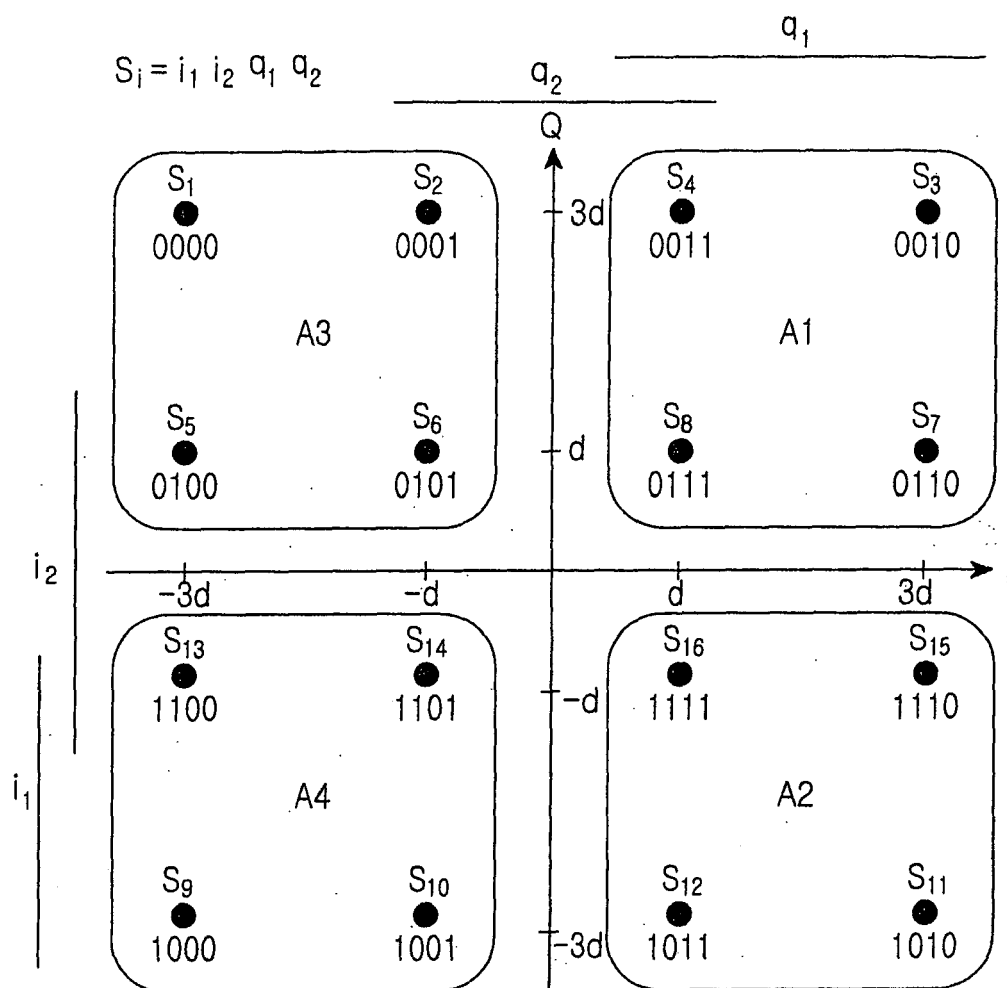 q₁
Sᵢ = i₁ i₂ q₁ q₂
q₂
Q
S₁ S₂ 3d S₄ S₃
0000 0001 0011 0010
A3 A1
S₅ S₆ d S₈ S₇
0100 0101 0111 0110
i₂
-3d -d d 3d
S₁₃ S₁₄ S₁₆ S₁₅
1100 1101 -d 1111 1110
i₁
A4 A2
S₉ S₁₀ S₁₂ S₁₁
1000 1001 -3d 1011 1010